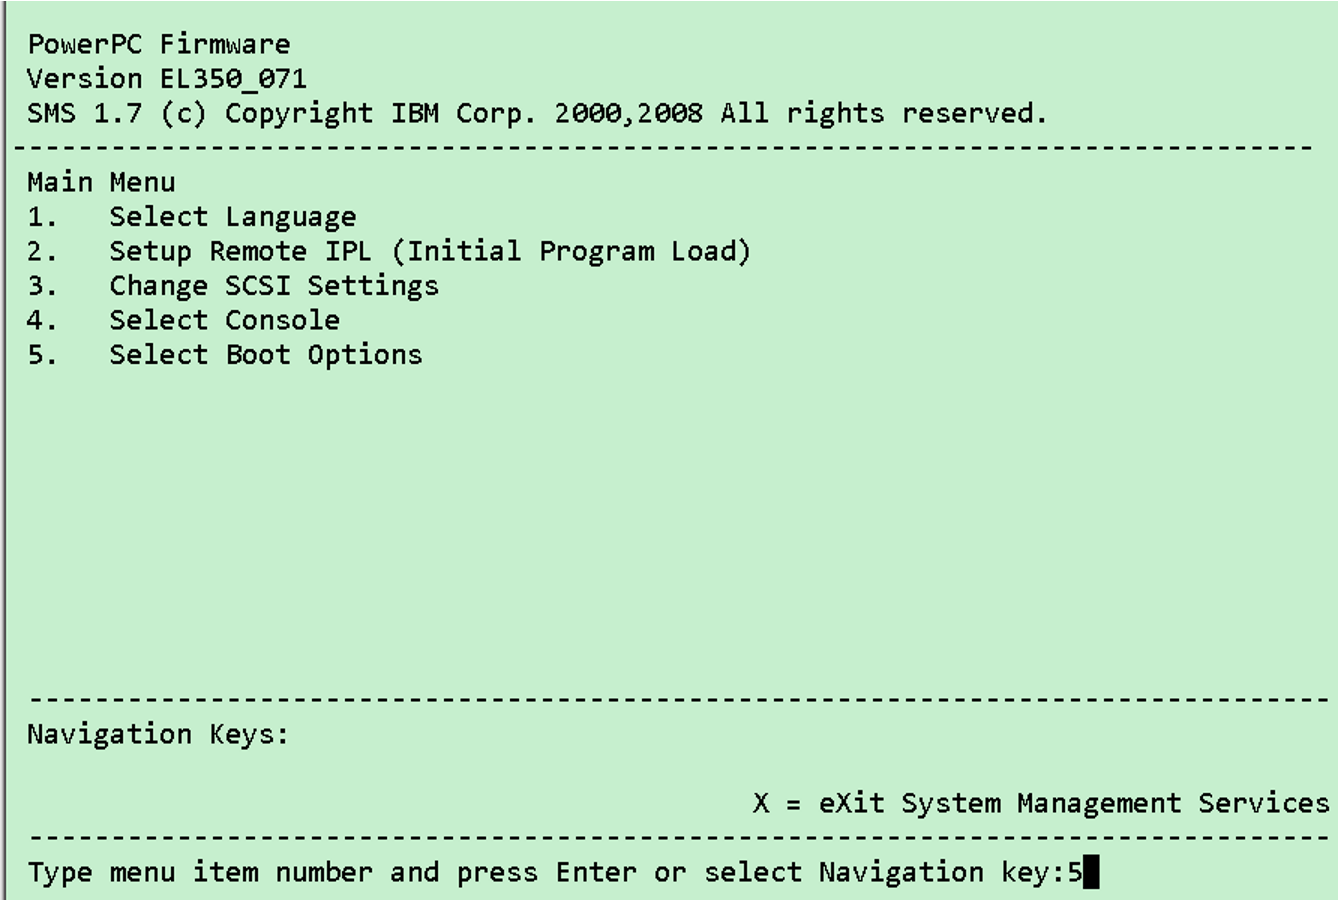 PowerPC Firmware
Version EL350_071
SMS 1.7 (c) Copyright IBM Corp. 2000,2008 All rights reserved.
-------------------------------------------------------------------------------
Main Menu
1.   Select Language
2.   Setup Remote IPL (Initial Program Load)
3.   Change SCSI Settings
4.   Select Console
5.   Select Boot Options
-------------------------------------------------------------------------------
Navigation Keys:
X = eXit System Management Services
-------------------------------------------------------------------------------
Type menu item number and press Enter or select Navigation key:5